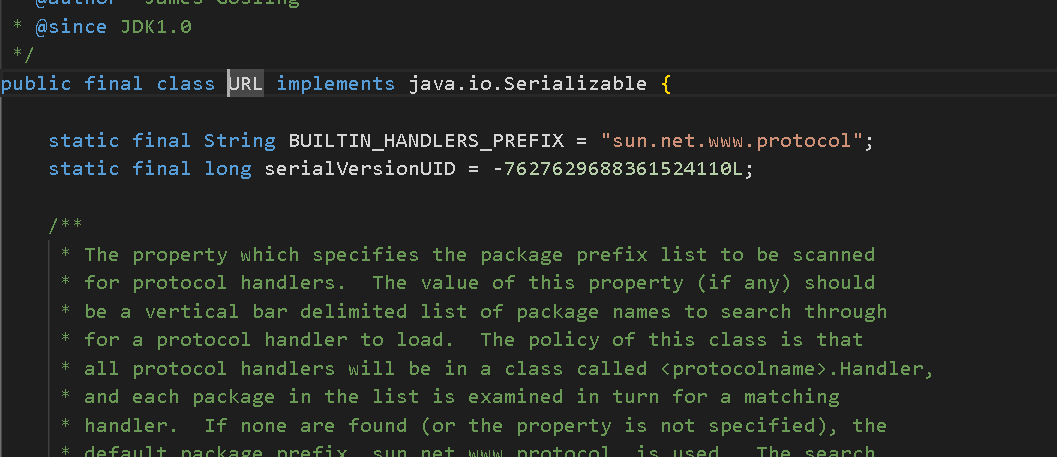 * @author  James Gosling
* @since JDK1.0
*/
public final class URL implements java.io.Serializable {
static final String BUILTIN_HANDLERS_PREFIX = "sun.net.www.protocol";
static final long serialVersionUID = -7627629688361524110L;
/**
* The property which specifies the package prefix list to be scanned
* for protocol handlers.  The value of this property (if any) should
* be a vertical bar delimited list of package names to search through
* for a protocol handler to load.  The policy of this class is that
* all protocol handlers will be in a class called <protocolname>.Handler,
* and each package in the list is examined in turn for a matching
* handler.  If none are found (or the property is not specified), the
* default package prefix, sun.net.www.protocol, is used.  The search